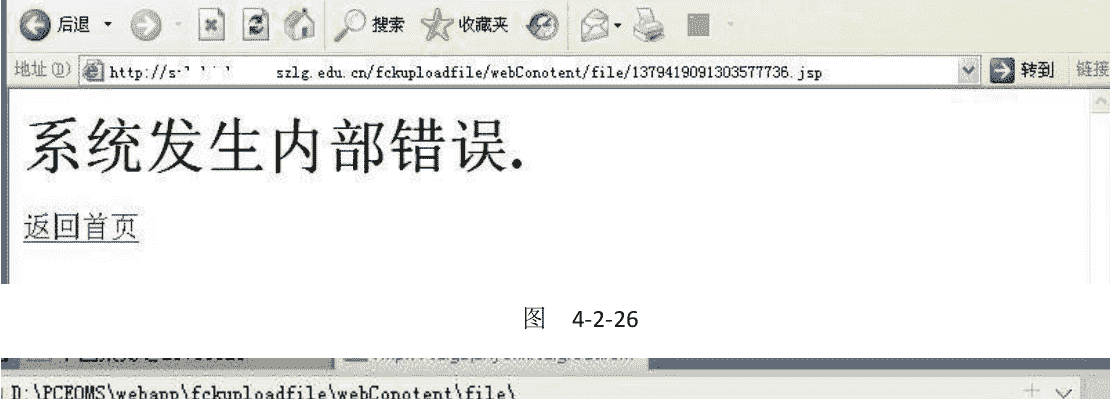 后退 搜索 收藏夹
地址(D) http://s szlg.edu.cn/fckuploadfile/webConotent/file/1379419091303577736.jsp 转到 链接
系统发生内部错误.
返回首页
图 4-2-26
D:\PCEOMS\webapp\fckuploadfile\webConotent\file\